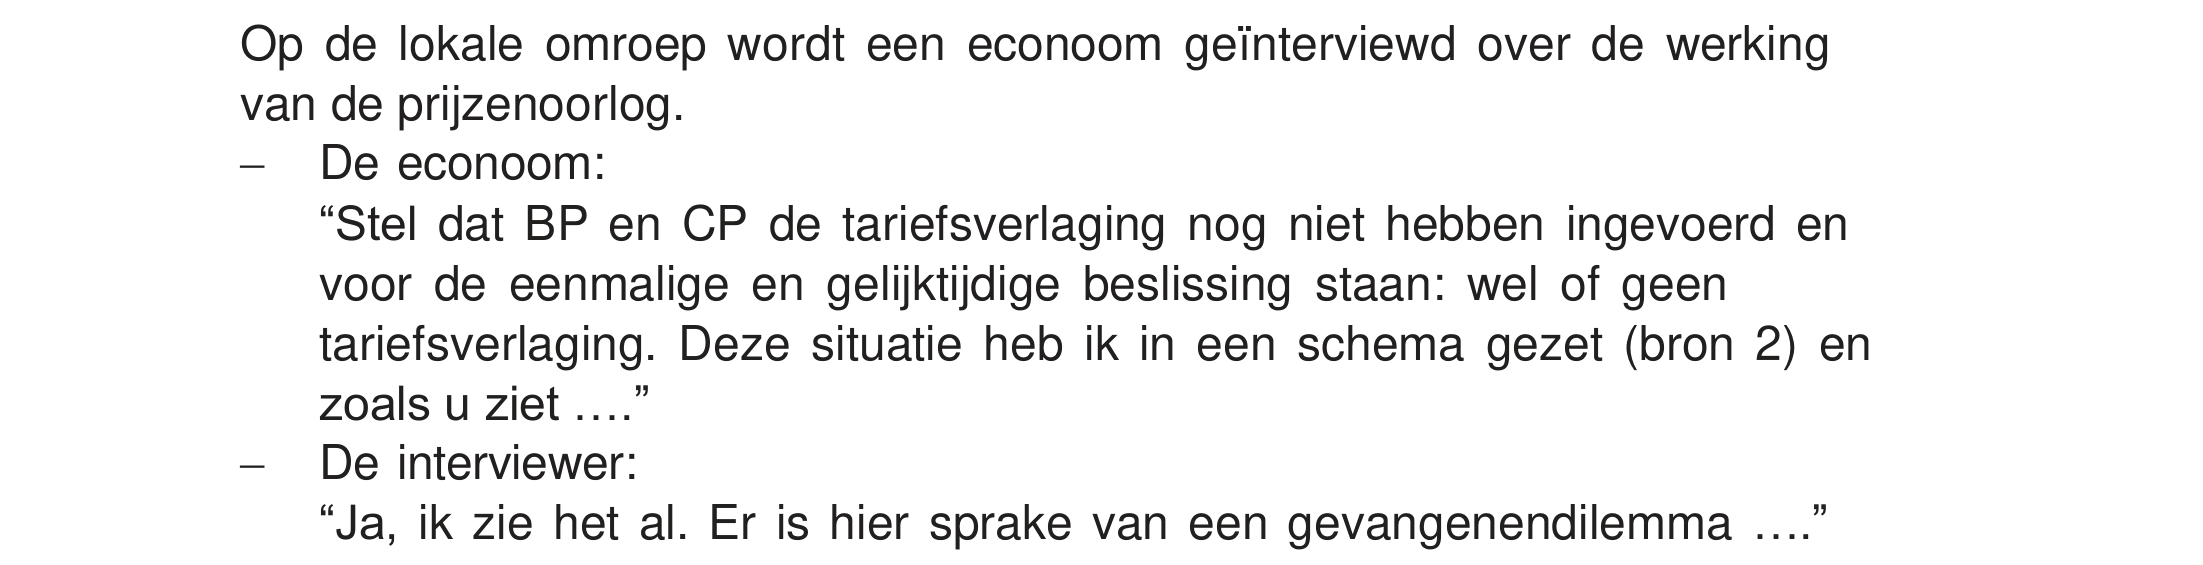 Op de lokale omroep wordt een econoom geïnterviewd over de werking
van de prijzenoorlog.
– De econoom:
“Stel dat BP en CP de tariefsverlaging nog niet hebben ingevoerd en
voor de eenmalige en gelijktijdige beslissing staan: wel of geen
tariefsverlaging. Deze situatie heb ik in een schema gezet (bron 2) en
zoals u ziet ….”
– De interviewer:
“Ja, ik zie het al. Er is hier sprake van een gevangenendilemma ….”